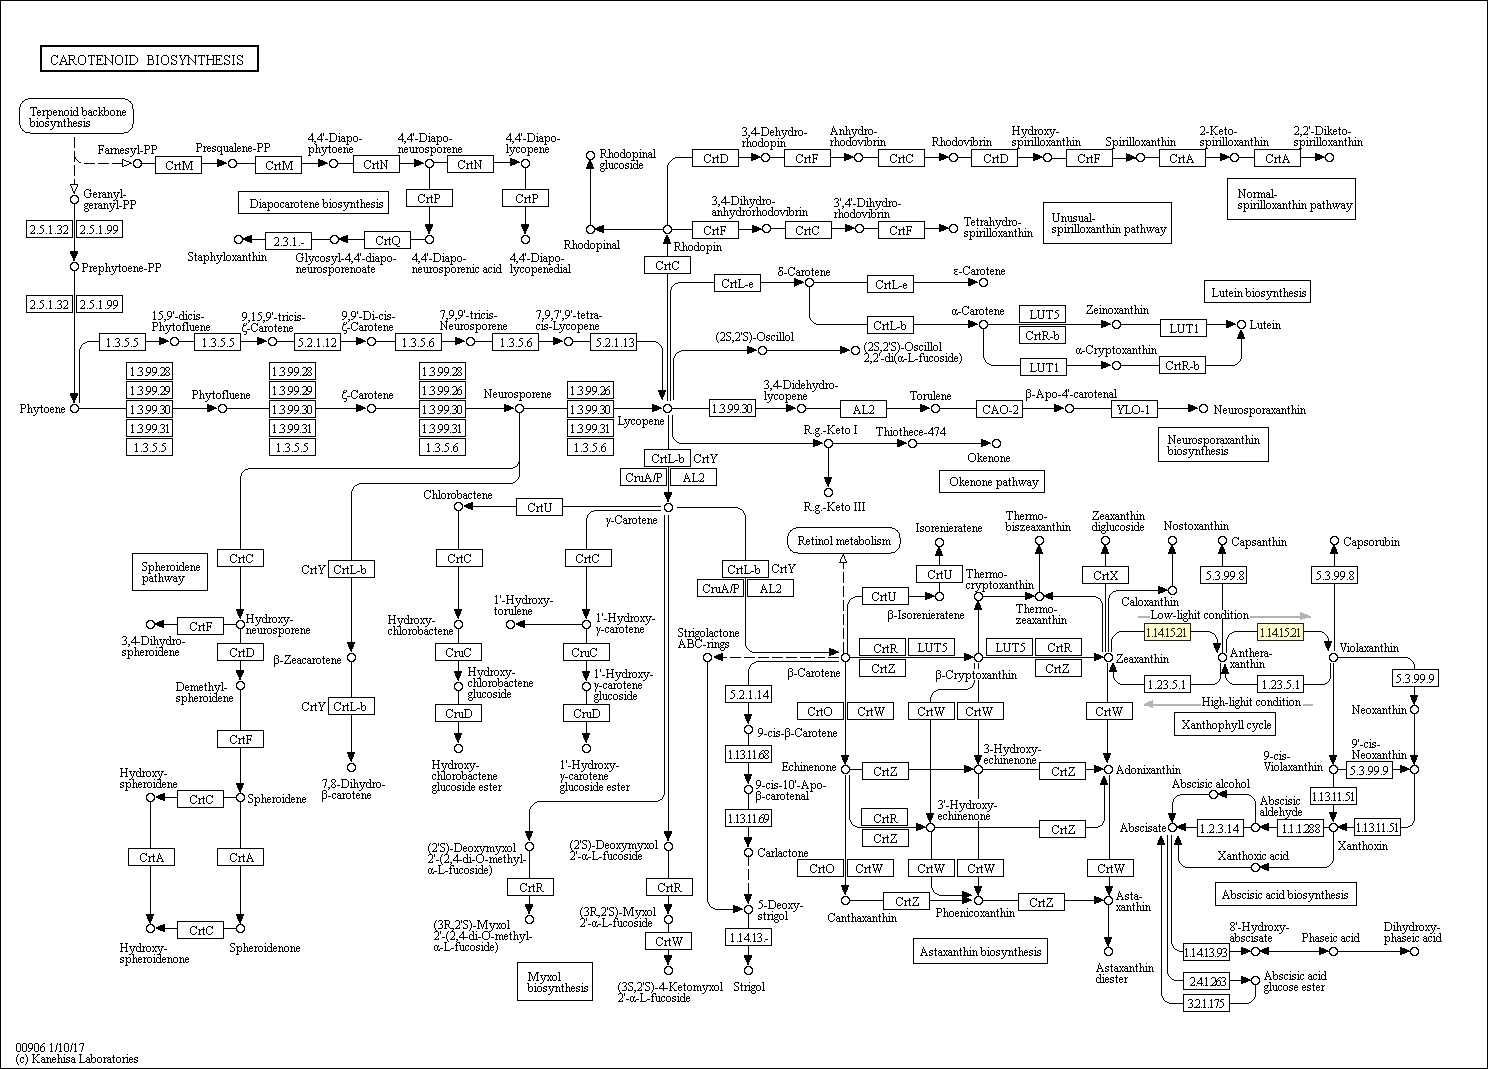 CAROTENOID BIOSYNTHESIS
Terpenoid backbone
biosynthesis
Farnesyl-PP
CrtM
Presqualene-PP
CrtM
4,4'-Diapo-
phytoene
CrtN
4,4'-Diapo-
neurosporene
CrtN
4,4'-Diapo-
lycopene
Geranyl-
geranyl-PP
Diapocarotene biosynthesis
CrtP
CrtP
2.5.1.32
2.5.1.99
2.3.1.-
CrtQ
Staphyloxanthin
Glycosyl-4,4'-diapo-
neurosporenoate
4,4'-Diapo-
neurosporenic acid
4,4'-Diapo-
lycopenedial
Prephytoene-PP
2.5.1.32
2.5.1.99
Rhodopinal
glucoside
CrtD
3,4-Dehydro-
rhodopin
CrtF
Anhydro-
rhodovibrin
CrtC
Rhodovibrin
CrtD
Hydroxy-
spirilloxanthin
CrtF
Spirilloxanthin
CrtA
2-Keto-
spirilloxanthin
CrtA
2,2'-Diketo-
spirilloxanthin
Normal-
spirilloxanthin pathway
Rhodopinal
Rhodopin
CrtF
3,4-Dihydro-
anhydrorhodovibrin
CrtC
3',4'-Dihydro-
rhodovibrin
CrtF
Tetrahydro-
spirilloxanthin
Unusual-
spirilloxanthin pathway
CrtC
CrtL-e
δ-Carotene
CrtL-e
ε-Carotene
Lutein biosynthesis
CrtL-b
α-Carotene
LUT5
CrtR-b
Zeinoxanthin
LUT1
Lutein
LUT1
α-Cryptoxanthin
CrtR-b
(2S,2'S)-Oscillol
(2S,2'S)-Oscillol
2,2'-di(α-L-fucoside)
1.3.5.5
15,9'-dicis-
Phytofluene
1.3.5.5
9,15,9'-tricis-
ζ-Carotene
5.2.1.12
9,9'-Di-cis-
ζ-Carotene
1.3.5.6
7,9,9'-tricis-
Neurosporene
1.3.5.6
7,9,7',9'-tetra-
cis-Lycopene
5.2.1.13
Phytoene
1.3.99.28
1.3.99.29
1.3.99.30
1.3.99.31
1.3.5.5
Phytofluene
1.3.99.28
1.3.99.29
1.3.99.30
1.3.99.31
1.3.5.5
ζ-Carotene
1.3.99.28
1.3.99.26
1.3.99.30
1.3.99.31
1.3.5.6
Neurosporene
1.3.99.26
1.3.99.30
1.3.99.31
1.3.5.6
Lycopene
1.3.99.30
3,4-Didehydro-
lycopene
AL2
Torulene
CAO-2
β-Apo-4'-carotenal
YLO-1
Neurosporaxanthin
Neurosporaxanthin
biosynthesis
R.g.-Keto I
Thiothece-474
Okenone
Okenone pathway
R.g.-Keto III
CrtL-b
CrtY
CruA/P
AL2
γ-Carotene
CrtU
Chlorobactene
Spheroidene
pathway
CrtC
CrtF
3,4-Dihydro-
spheroidene
Hydroxy-
neurosporene
CrtD
Demethyl-
spheroidene
CrtF
Hydroxy-
spheroidene
CrtC
Spheroidene
CrtA
CrtA
CrtC
Hydroxy-
spheroidenone
Spheroidenone
CrtY
CrtL-b
β-Zeacarotene
CrtY
CrtL-b
7,8-Dihydro-
β-carotene
CrtC
Hydroxy-
chlorobactene
CruC
Hydroxy-
chlorobactene
glucoside
CruD
Hydroxy-
chlorobactene
glucoside ester
CrtC
1'-Hydroxy-
torulene
1'-Hydroxy-
γ-carotene
CruC
1'-Hydroxy-
γ-carotene
glucoside
CruD
1'-Hydroxy-
γ-carotene
glucoside ester
(2'S)-Deoxymyxol
2'-(2,4-di-O-methyl-
α-L-fucoside)
CrtR
(3R,2'S)-Myxol
2'-(2,4-di-O-methyl-
α-L-fucoside)
(2'S)-Deoxymyxol
2'-α-L-fucoside
CrtR
(3R,2'S)-Myxol
2'-α-L-fucoside
CrtW
(3S,2'S)-4-Ketomyxol
2'-α-L-fucoside
Myxol
biosynthesis
CrtL-b
CrtY
CruA/P
AL2
Strigolactone
ABC-rings
5.2.1.14
9-cis-β-Carotene
1.13.11.68
9-cis-10'-Apo-
β-carotenal
1.13.11.69
Carlactone
5-Deoxy-
strigol
1.14.13.-
Strigol
Retinol metabolism
β-Carotene
CrtU
β-Isorenieratene
CrtU
Isorenieratene
CrtR
LUT5
CrtZ
β-Cryptoxanthin
Thermo-
cryptoxanthin
Thermo-
biszeaxanthin
Thermo-
zeaxanthin
LUT5
CrtR
CrtZ
Zeaxanthin
Zeaxanthin
diglucoside
CrtX
Nostoxanthin
Caloxanthin
Capsanthin
5.3.99.8
Capsorubin
5.3.99.8
Low-lighit condition
1.14.15.21
1.14.15.21
Anthera-
xanthin
Violaxanthin
1.23.5.1
1.23.5.1
High-lighit condition
Xanthophyll cycle
5.3.99.9
Neoxanthin
9'-cis-
Neoxanthin
9-cis-
Violaxanthin
5.3.99.9
1.13.11.51
1.13.11.51
Xanthoxin
1.1.1.288
Abscisic
aldehyde
Abscisic alcohol
1.2.3.14
Abscisate
Xanthoxic acid
Abscisic acid biosynthesis
1.14.13.93
8'-Hydroxy-
abscisate
Phaseic acid
Dihydroxy-
phaseic acid
2.4.1.263
Abscisic acid
glucose ester
3.2.1.175
CrtO
CrtW
CrtW
CrtW
CrtW
Echinenone
CrtZ
3-Hydroxy-
echinenone
CrtZ
Adonixanthin
CrtR
CrtZ
3'-Hydroxy-
echinenone
CrtZ
CrtO
CrtW
CrtW
CrtW
CrtW
Canthaxanthin
CrtZ
Phoenicoxanthin
CrtZ
Asta-
xanthin
Astaxanthin biosynthesis
Astaxanthin
diester
00906 1/10/17
(c) Kanehisa Laboratories